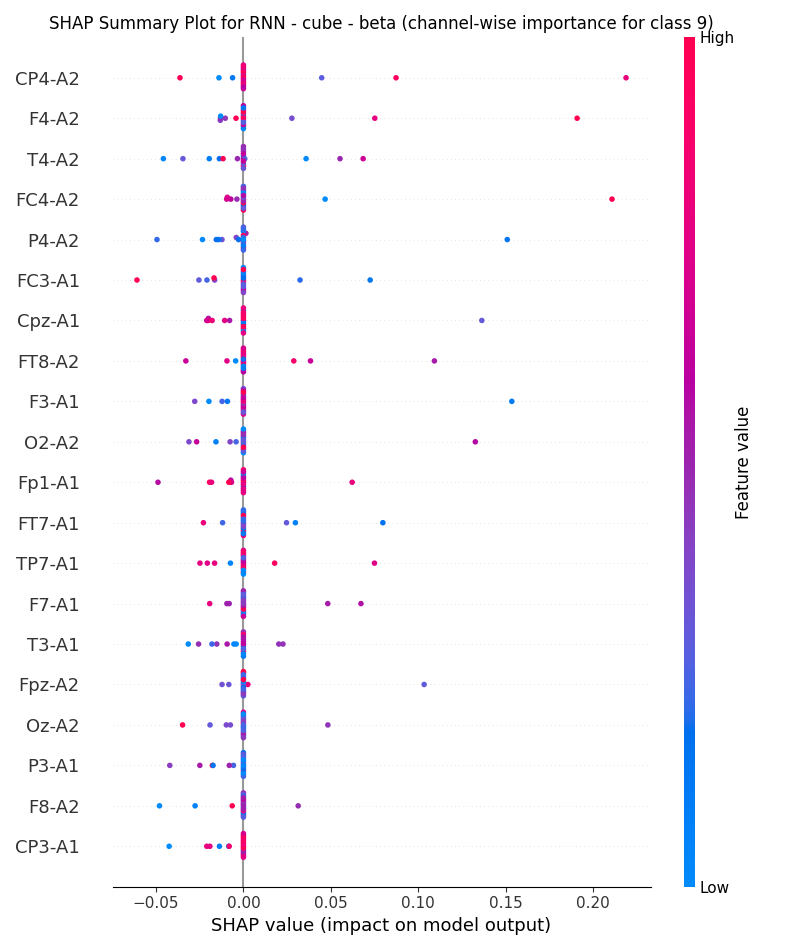 SHAP Summary Plot for RNN - cube - beta (channel-wise importance for class 9)
High
CP4-A2
F4-A2
T4-A2
FC4-A2
P4-A2
FC3-A1
Cpz-A1
FT8-A2
F3-A1
O2-A2
Fp1-A1
FT7-A1
TP7-A1
F7-A1
T3-A1
Fpz-A2
Oz-A2
P3-A1
F8-A2
CP3-A1
Feature value
Low
−0.05 0.00 0.05 0.10 0.15 0.20
SHAP value (impact on model output)